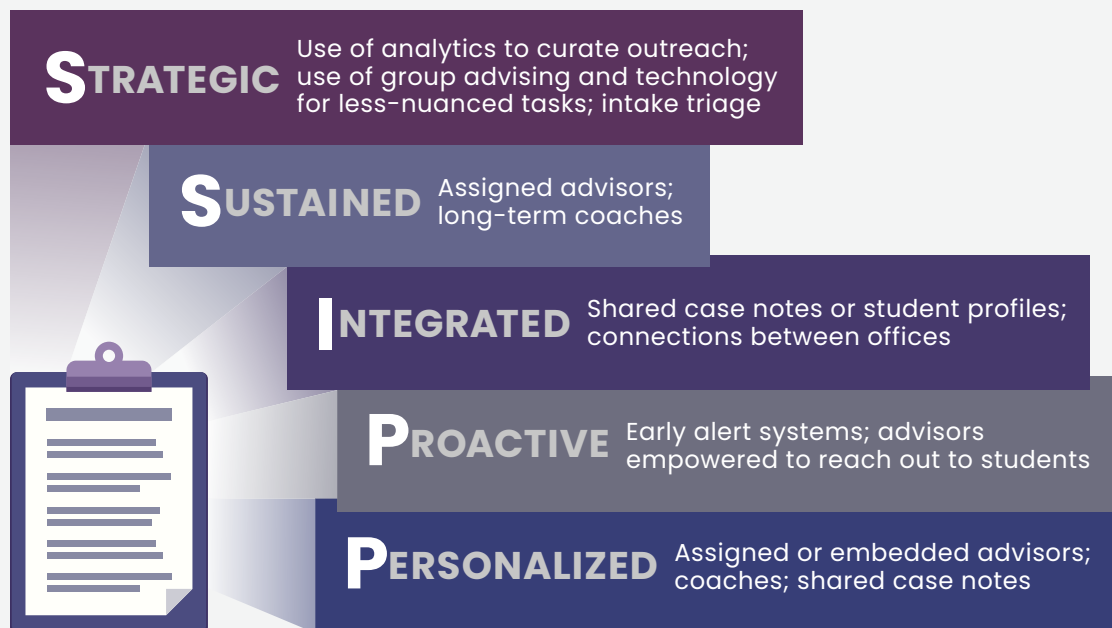 STRATEGIC
Use of analytics to curate outreach;
use of group advising and technology
for less-nuanced tasks; intake triage
SUSTAINED
Assigned advisors;
long-term coaches
INTEGRATED
Shared case notes or student profiles;
connections between offices
PROACTIVE
Early alert systems; advisors
empowered to reach out to students
PERSONALIZED
Assigned or embedded advisors;
coaches; shared case notes